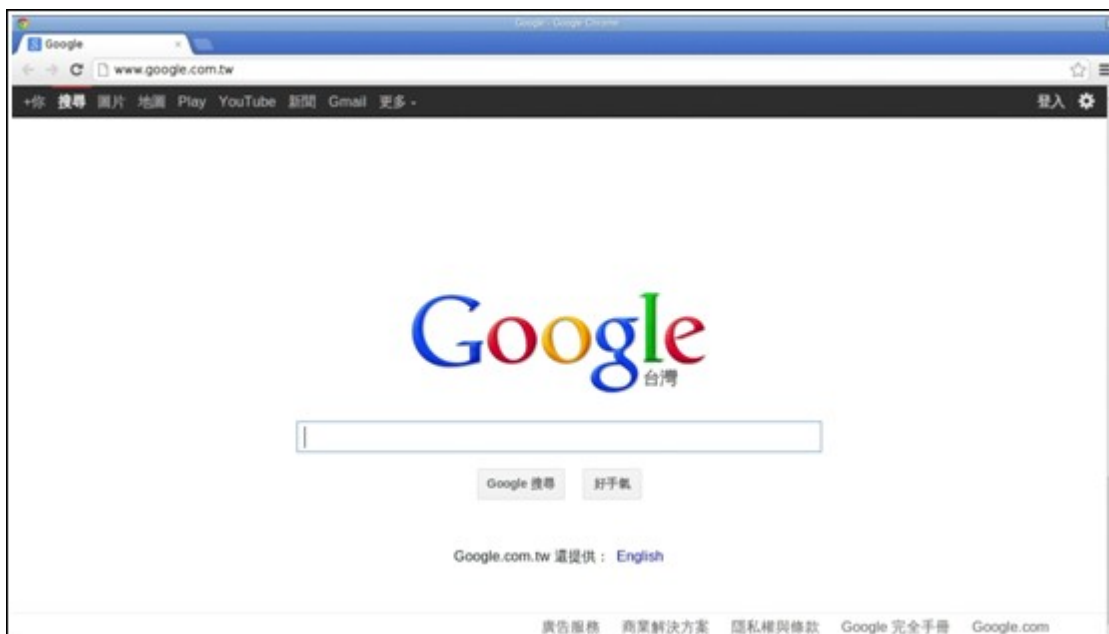 Google - Google Chrome
Google
www.google.com.tw
+你 搜尋 圖片 地圖 Play YouTube 新聞 Gmail 更多 登入
Google
台灣
Google 搜尋 好手氣
Google.com.tw 還提供： English
廣告服務 商業解決方案 隱私權與條款 Google 完全手冊 Google.com